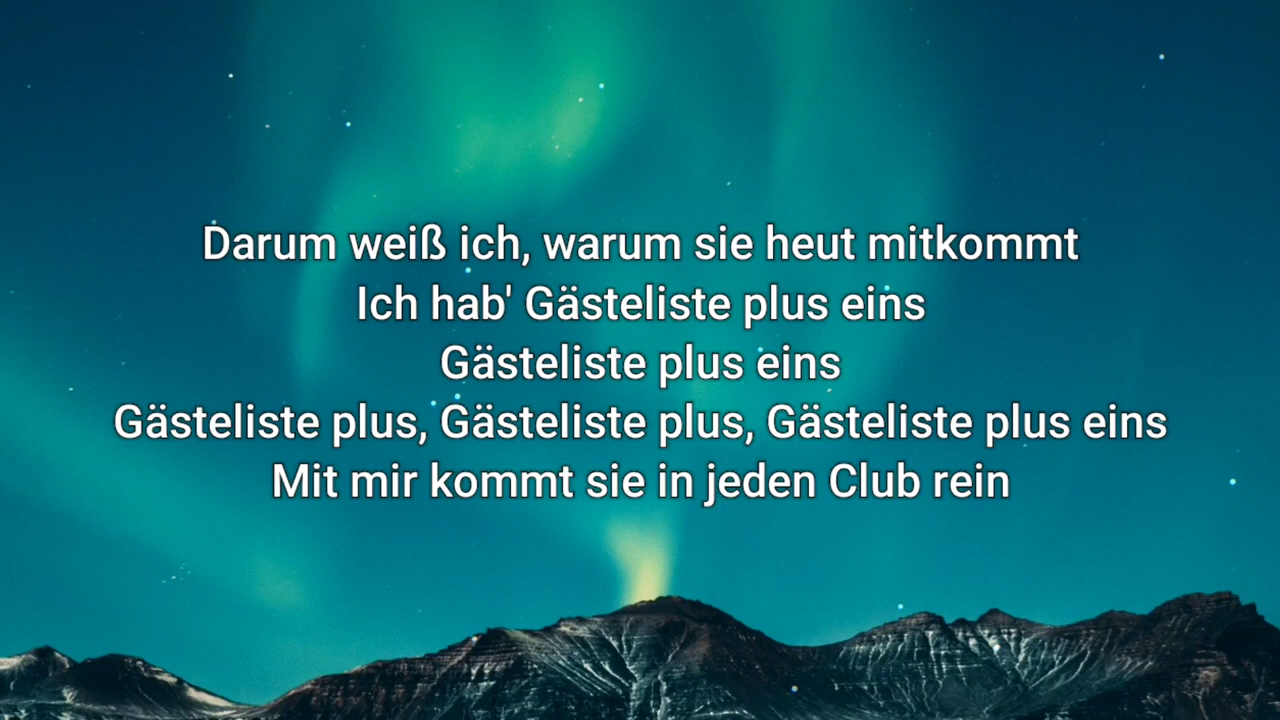 Darum weiß ich, warum sie heut mitkommt
Ich hab' Gästeliste plus eins
Gästeliste plus eins
Gästeliste plus, Gästeliste plus, Gästeliste plus eins
Mit mir kommt sie in jeden Club rein